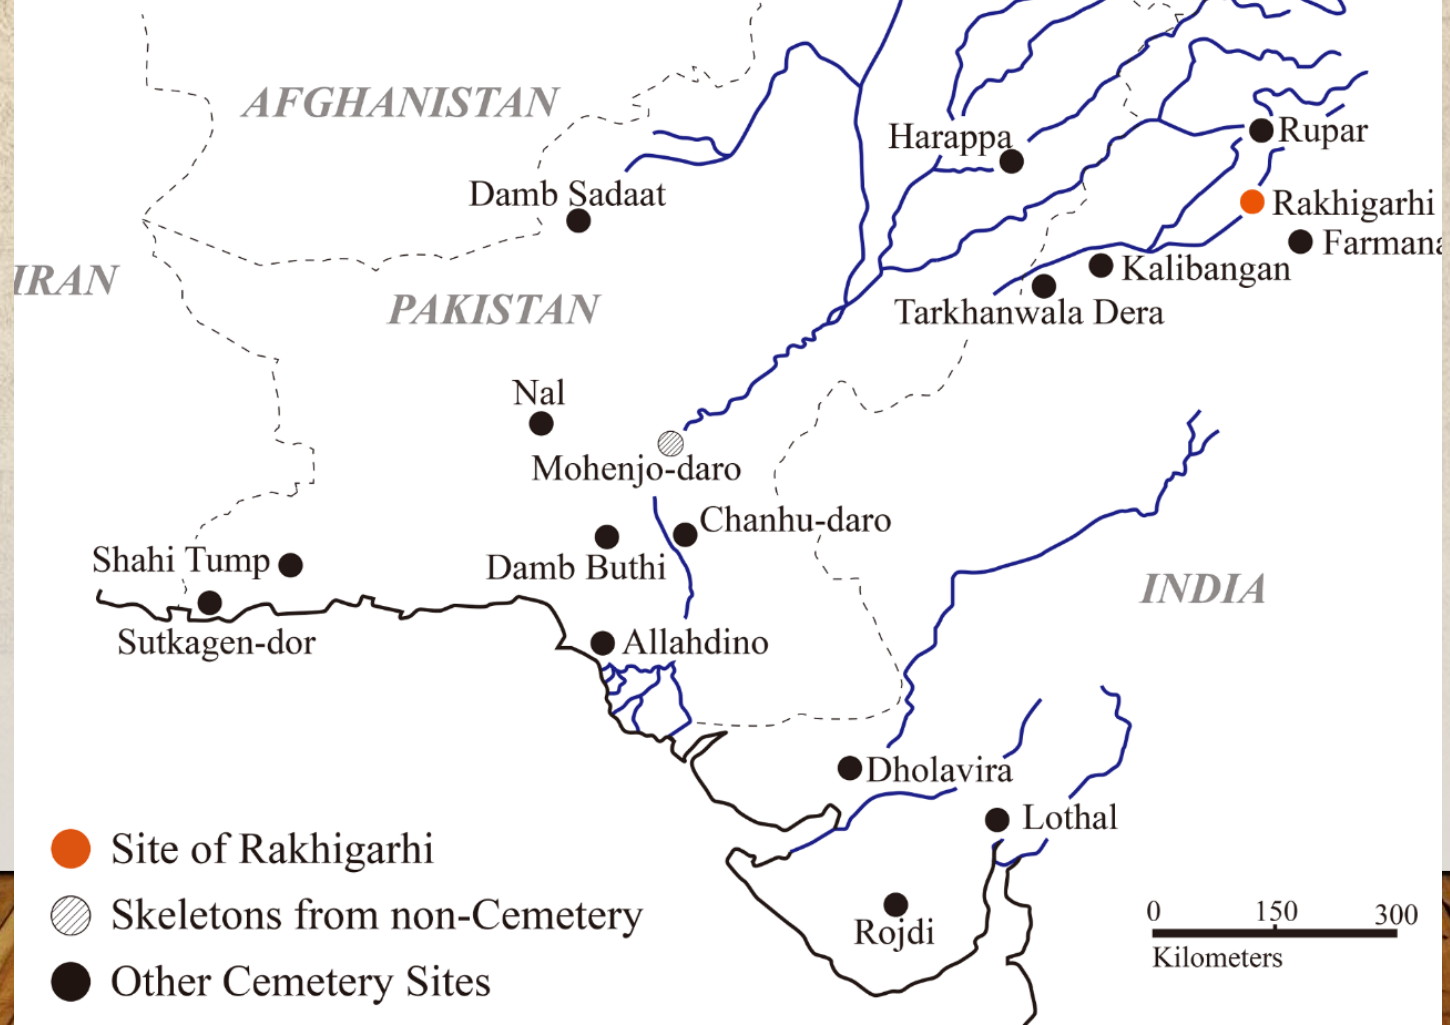 AFGHANISTAN
Harappa
Rupar
Damb Sadaat
Rakhigarhi
Farmana
IRAN
Kalibangan
PAKISTAN
Tarkhanwala Dera
Nal
Mohenjo-daro
Chanhu-daro
Shahi Tump
Damb Buthi
INDIA
Sutkagen-dor
Allahdino
Dholavira
Lothal
Site of Rakhigarhi
Skeletons from non-Cemetery
Rojdi
0 150 300
Kilometers
Other Cemetery Sites